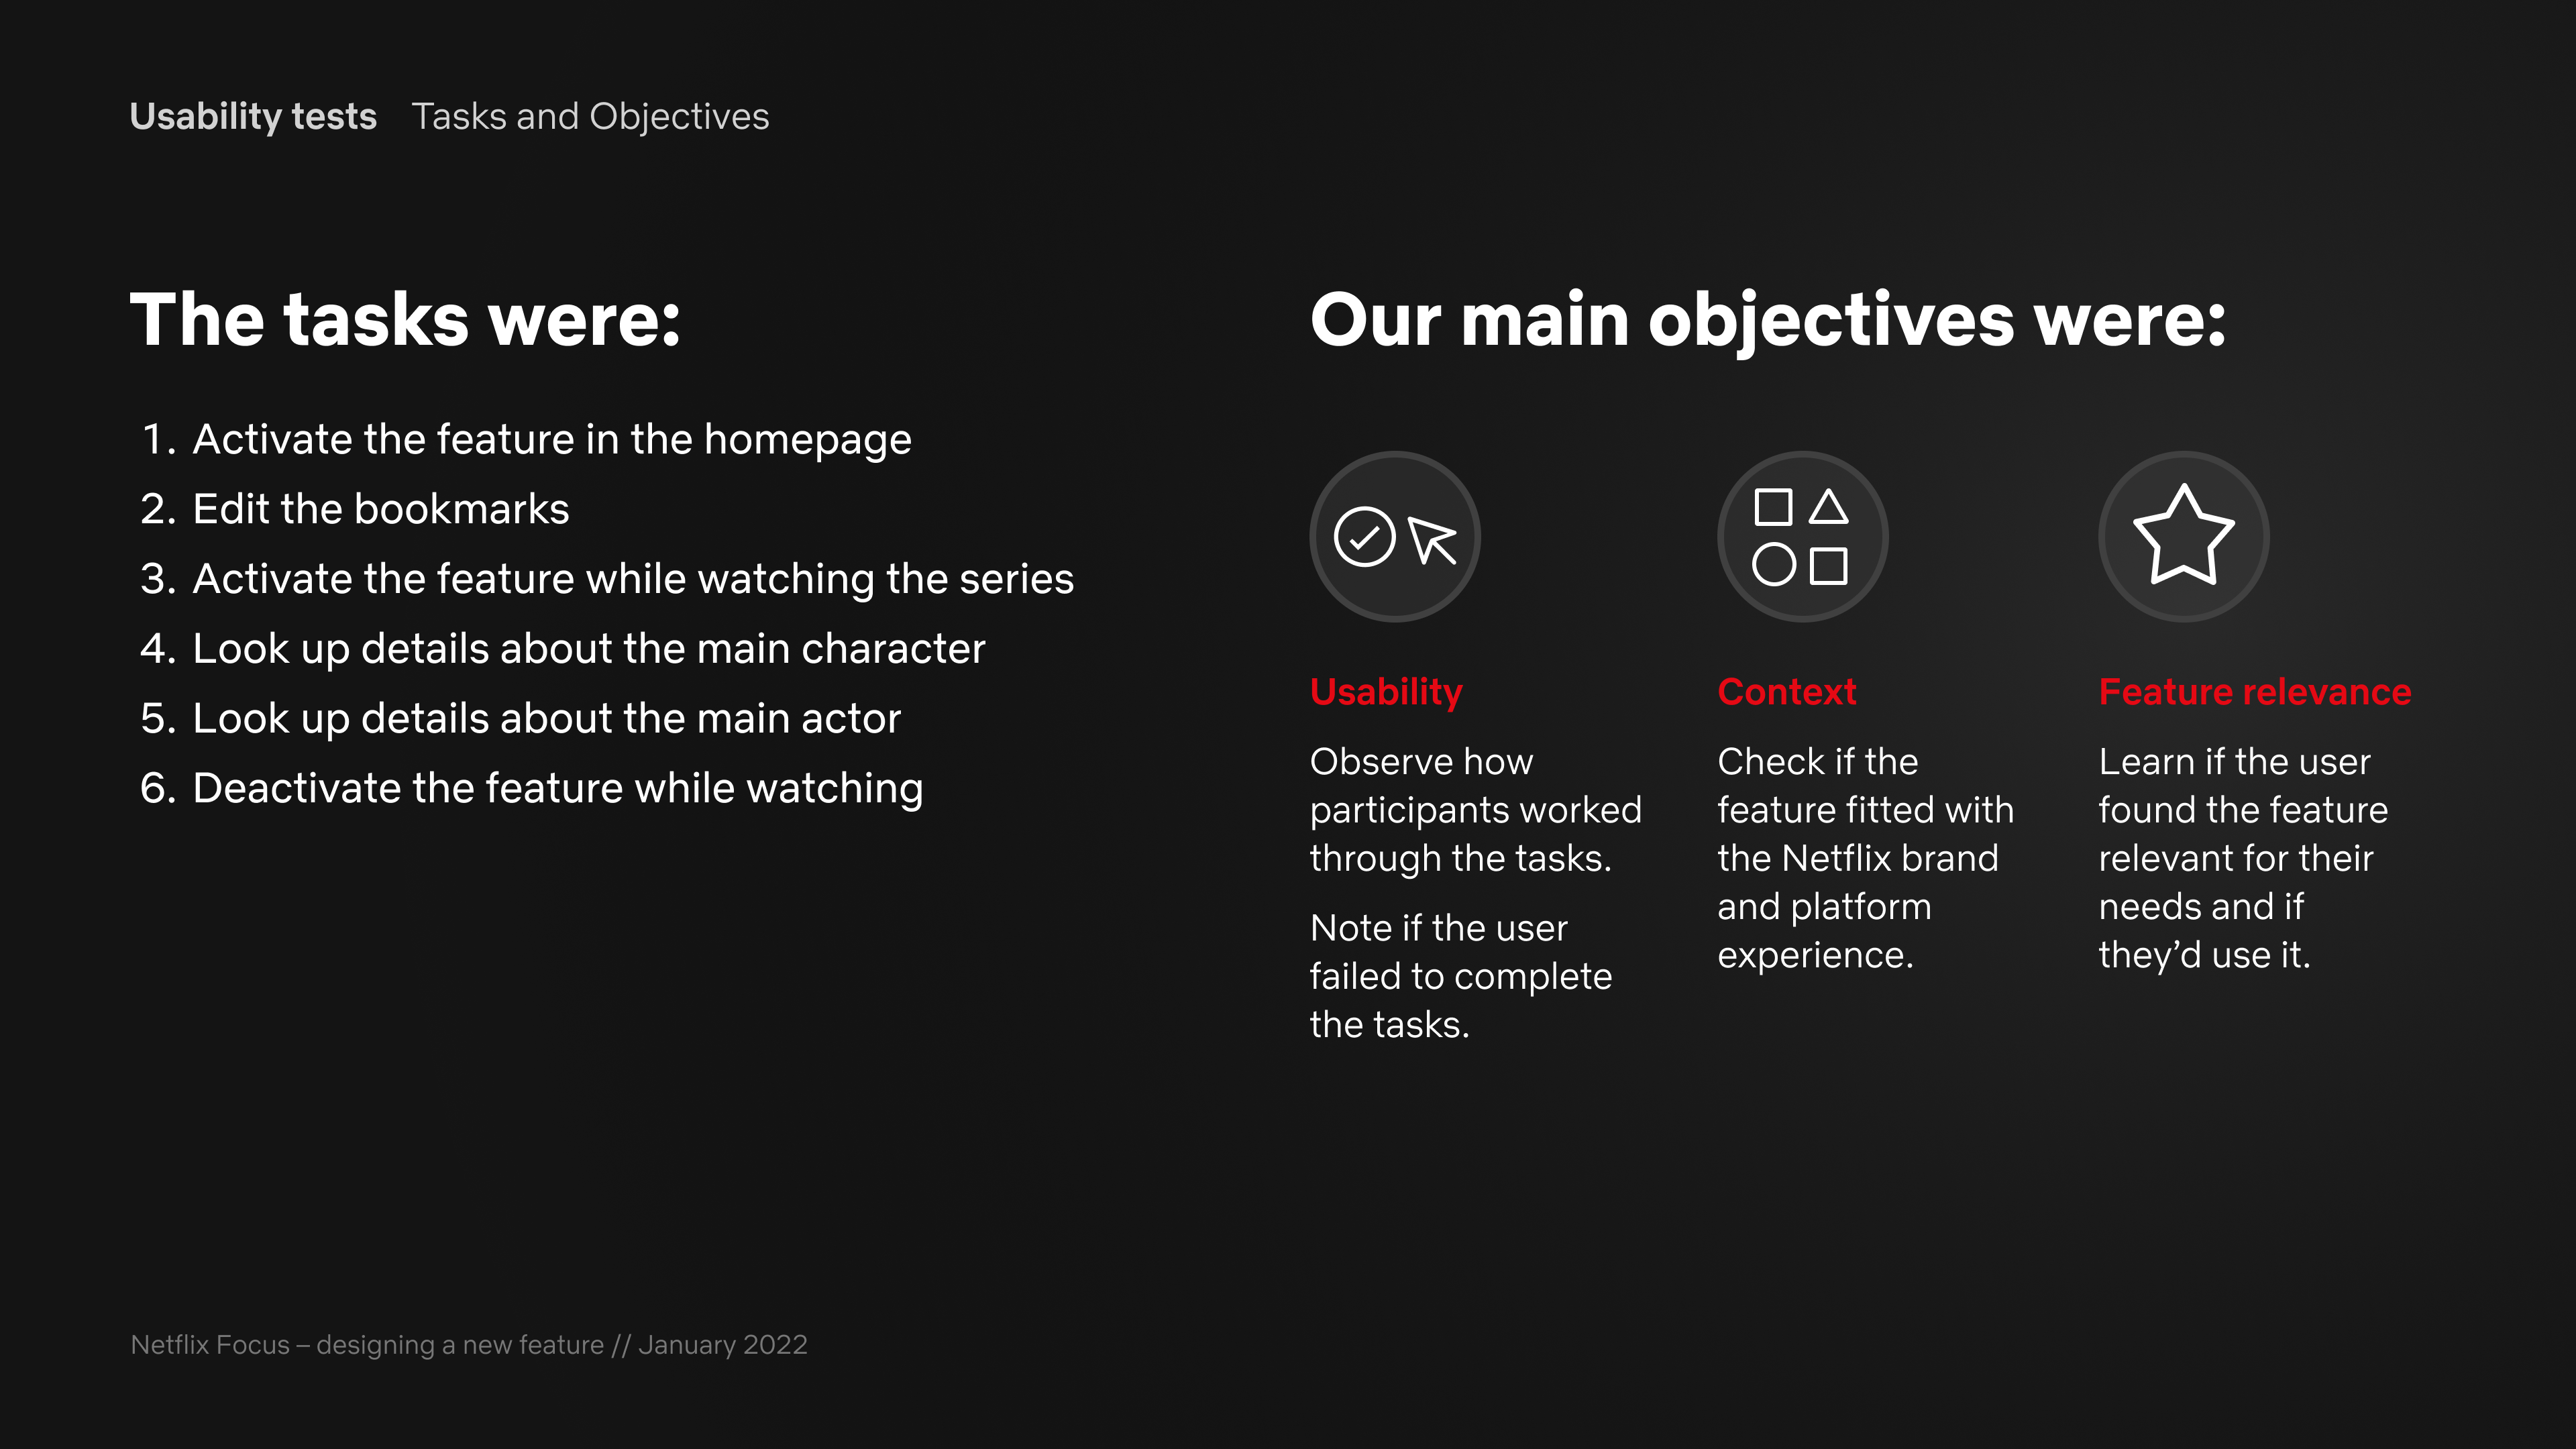 Usability tests Tasks and Objectives
The tasks were:
1. Activate the feature in the homepage
2. Edit the bookmarks
3. Activate the feature while watching the series
4. Look up details about the main character
5. Look up details about the main actor
6. Deactivate the feature while watching
Our main objectives were:
Usability
Observe how
participants worked
through the tasks.
Note if the user
failed to complete
the tasks.
Context
Check if the
feature fitted with
the Netflix brand
and platform
experience.
Feature relevance
Learn if the user
found the feature
relevant for their
needs and if
they’d use it.
Netflix Focus – designing a new feature // January 2022